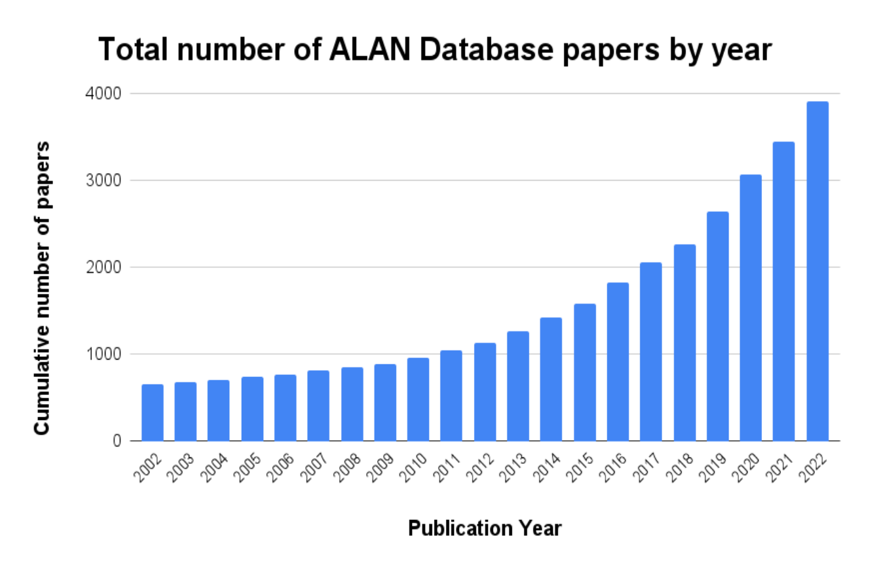 Total number of ALAN Database papers by year
Cumulative number of papers
4000
3000
2000
1000
0
2002 2003 2004 2005 2006 2007 2008 2009 2010 2011 2012 2013 2014 2015 2016 2017 2018 2019 2020 2021 2022
Publication Year